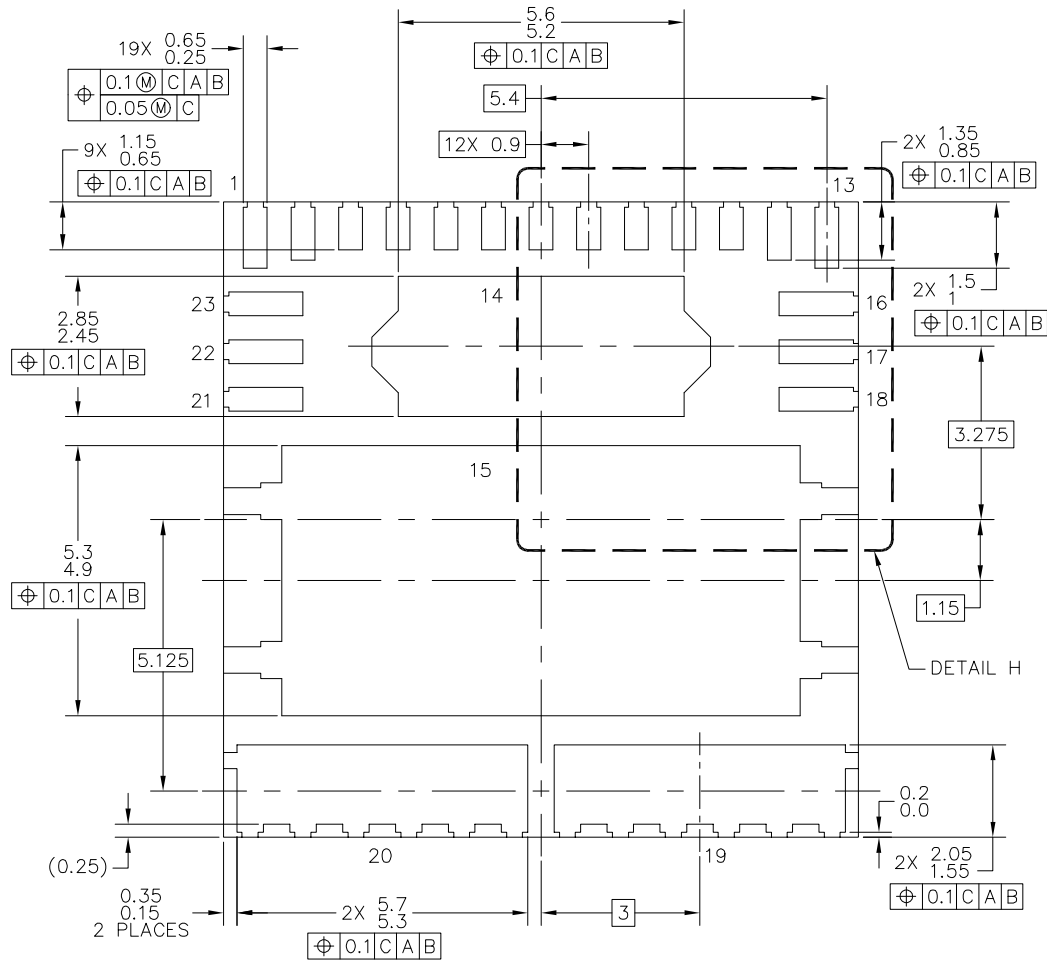 5.6
5.2
⌖ 0.1 C A B
19X 0.65
0.25
⌖ 0.1 Ⓜ C A B
0.05 Ⓜ C
5.4
12X 0.9
9X 1.15
0.65
⌖ 0.1 C A B
2X 1.35
0.85
⌖ 0.1 C A B
1
13
14
23
16
2X 1.5
1
⌖ 0.1 C A B
2.85
2.45
⌖ 0.1 C A B
22
17
21
18
3.275
15
5.3
4.9
⌖ 0.1 C A B
1.15
5.125
DETAIL H
0.2
0.0
(0.25)
20
19
2X 2.05
1.55
⌖ 0.1 C A B
0.35
0.15
2 PLACES
2X 5.7
5.3
⌖ 0.1 C A B
3